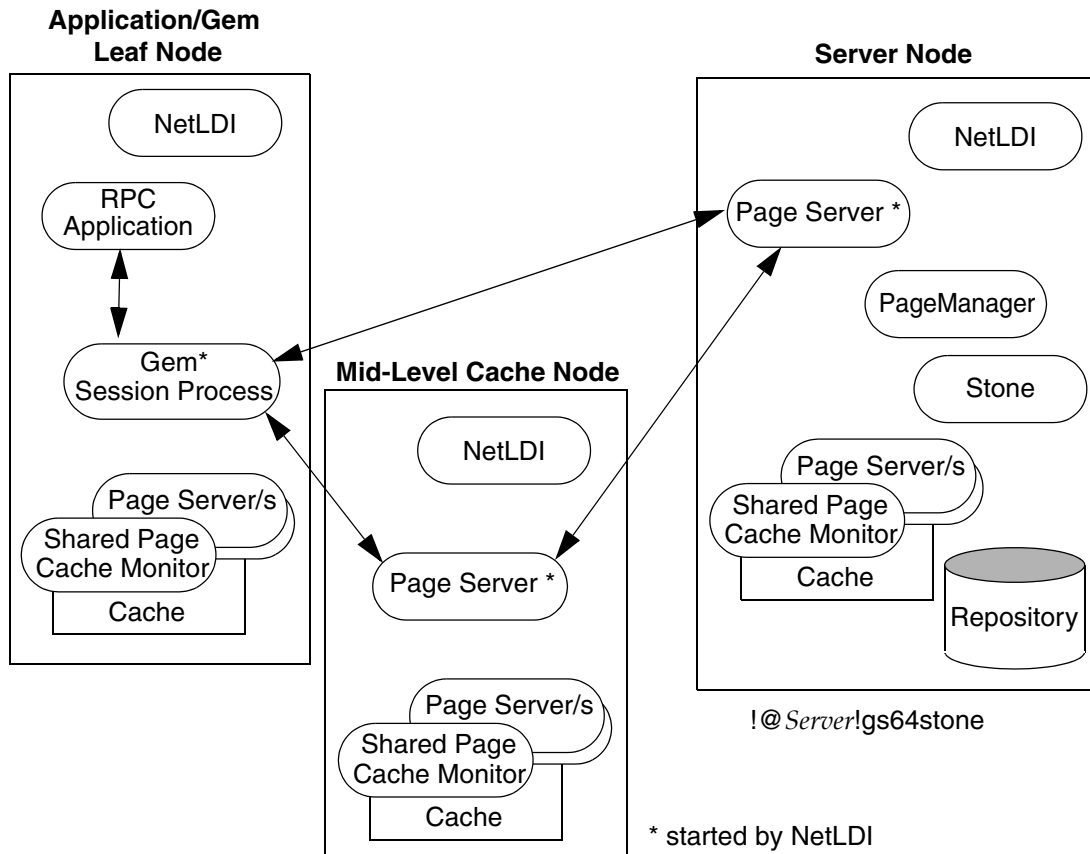 Application/Gem
Leaf Node
NetLDI
RPC
Application
Gem*
Session Process
Page Server/s
Shared Page
Cache Monitor
Cache
Mid-Level Cache Node
NetLDI
Page Server *
Page Server/s
Shared Page
Cache Monitor
Cache
Server Node
NetLDI
Page Server *
PageManager
Stone
Page Server/s
Shared Page
Cache Monitor
Cache
Repository
!@Server!gs64stone
* started by NetLDI